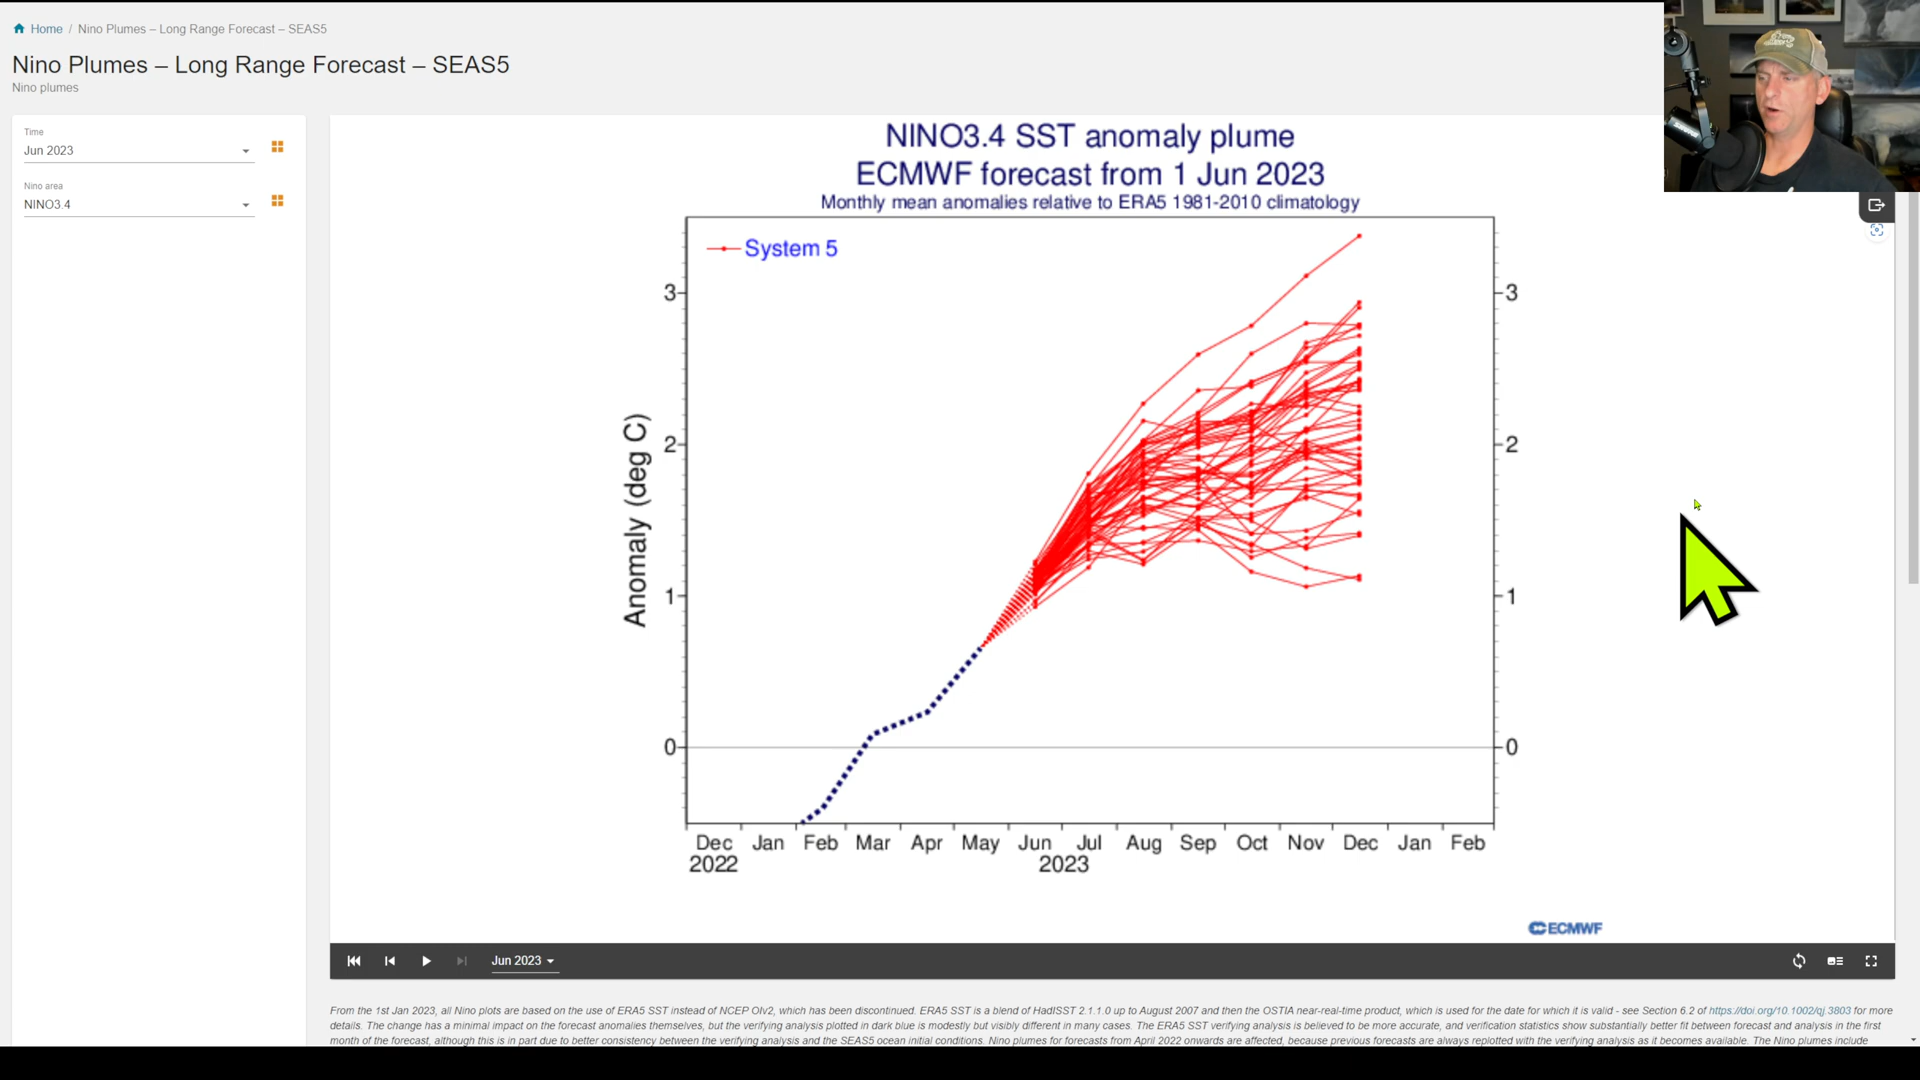 Home / Nino Plumes – Long Range Forecast – SEAS5
Nino Plumes – Long Range Forecast – SEAS5
Nino plumes
Time
Jun 2023
Nino area
NINO3.4
NINO3.4 SST anomaly plume
ECMWF forecast from 1 Jun 2023
Monthly mean anomalies relative to ERA5 1981-2010 climatology
System 5
3
3
2
2
1
1
0
0
Anomaly (deg C)
Dec Jan Feb Mar Apr May Jun Jul Aug Sep Oct Nov Dec Jan Feb
2022 2023
ECMWF
Jun 2023
From the 1st Jan 2023, all Nino plots are based on the use of ERA5 SST instead of NCEP OIv2, which has been discontinued. ERA5 SST is a blend of HadISST 2.1.1.0 up to August 2007 and then the OSTIA near-real-time product, which is used for the date for which it is valid - see Section 6.2 of https://doi.org/10.1002/qj.3803 for more
details. The change has a minimal impact on the forecast anomalies themselves, but the verifying analysis plotted in dark blue is modestly but visibly different in many cases. The ERA5 SST verifying analysis is believed to be more accurate, and verification statistics show substantially better fit between forecast and analysis in the first
month of the forecast, although this is in part due to better consistency between the verifying analysis and the SEAS5 ocean initial conditions. Nino plumes for forecasts from April 2022 onwards are affected, because previous forecasts are always replotted with the verifying analysis as it becomes available. The Nino plumes include